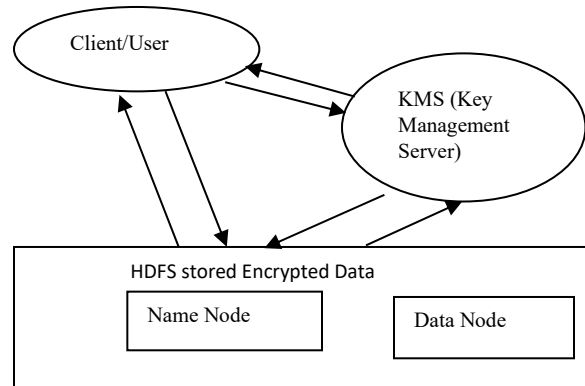 Client/User
KMS (Key
Management
Server)
HDFS stored Encrypted Data
Name Node
Data Node